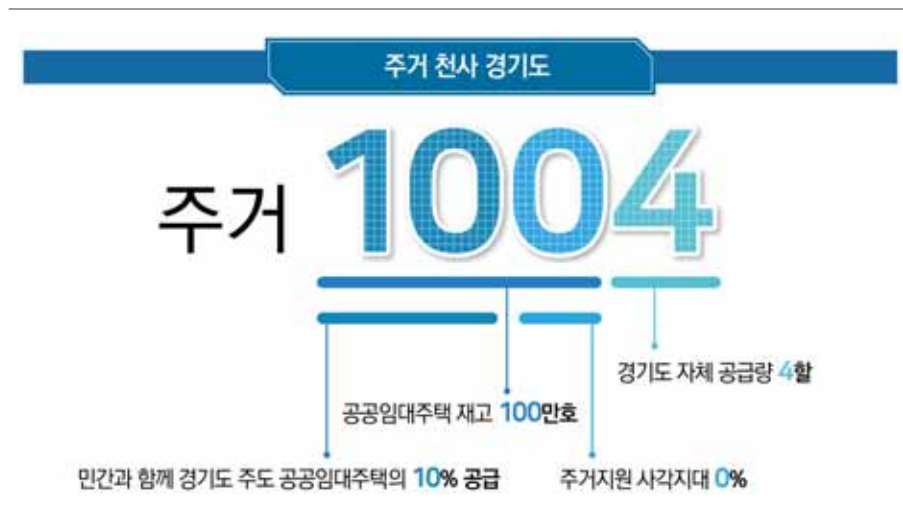 주거 천사 경기도
주거 1004
경기도 자체 공급량 4할
공공임대주택 재고 100만호
민간과 함께 경기도 주도 공공임대주택의 10% 공급
주거지원 사각지대 0%